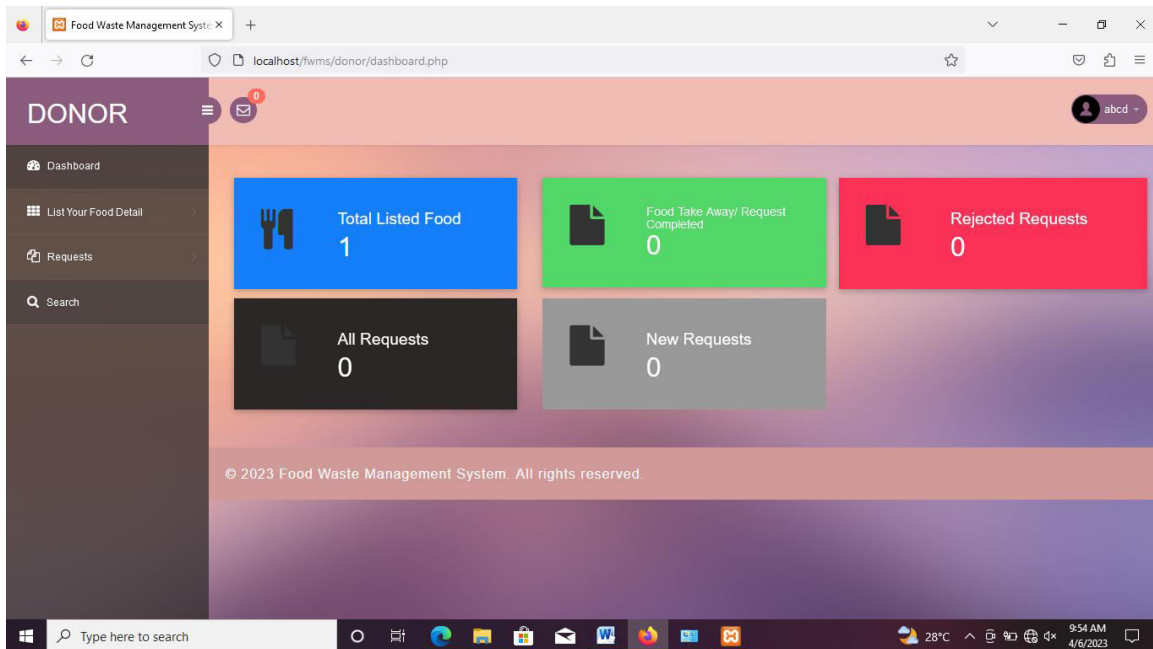 Food Waste Management Syste
localhost/fwms/donor/dashboard.php
DONOR
0
abcd
Dashboard
List Your Food Detail
Requests
Search
Total Listed Food
1
Food Take Away/ Request
Completed
0
Rejected Requests
0
All Requests
0
New Requests
0
© 2023 Food Waste Management System. All rights reserved.
Type here to search
28°C
9:54 AM
4/6/2023